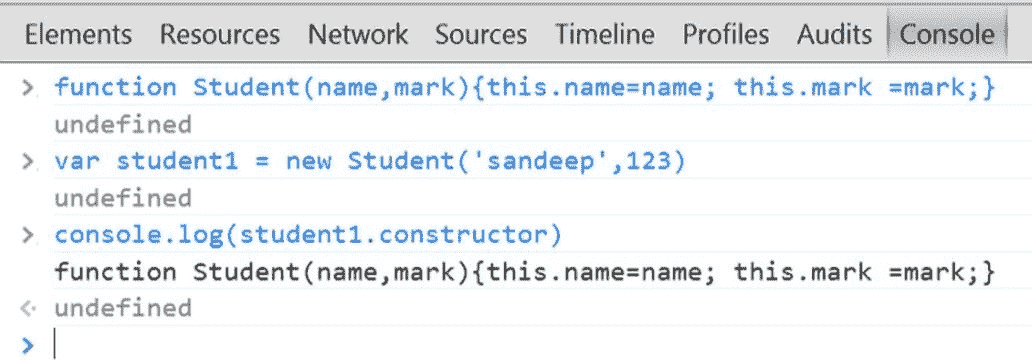 Elements Resources Network Sources Timeline Profiles Audits Console
> function Student(name,mark){this.name=name; this.mark =mark;}
undefined
> var student1 = new Student('sandeep',123)
undefined
> console.log(student1.constructor)
function Student(name,mark){this.name=name; this.mark =mark;}
undefined
>